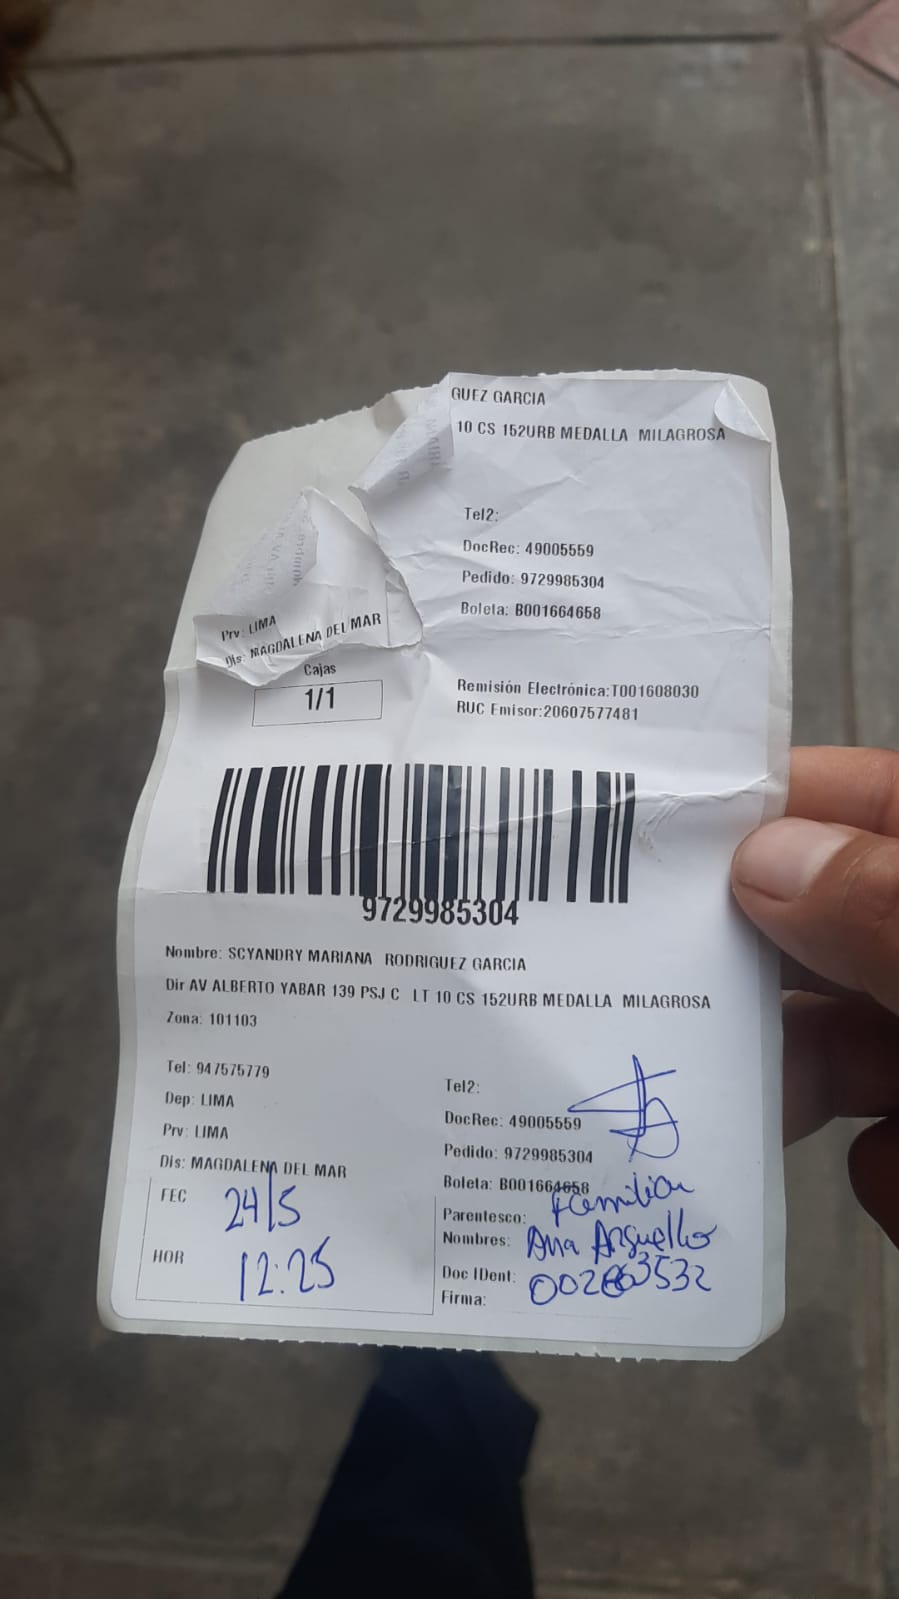 GUEZ GARCIA
10 CS 152URB MEDALLA MILAGROSA
Tel2:
DocRec: 49005559
Pedido: 9729985304
Boleta: B001664658
Prv: LIMA
Dis: MAGDALENA DEL MAR
Cajas
1/1
Remisión Electrónica:T001608030
RUC Emisor:20607577481
9729985304
Nombre: SCYANDRY MARIANA RODRIGUEZ GARCIA
Dir AV ALBERTO YABAR 139 PSJ C LT 10 CS 152URB MEDALLA MILAGROSA
Zona: 101103
Tel: 947575779
Dep: LIMA
Prv: LIMA
Dis: MAGDALENA DEL MAR
FEC 24/5
HOR 12:25
Tel2:
DocRec: 49005559
Pedido: 9729985304
Boleta: B001664658
Parentesco: Familiar
Nombres: Ana Arguello
Doc IDent:
Firma: